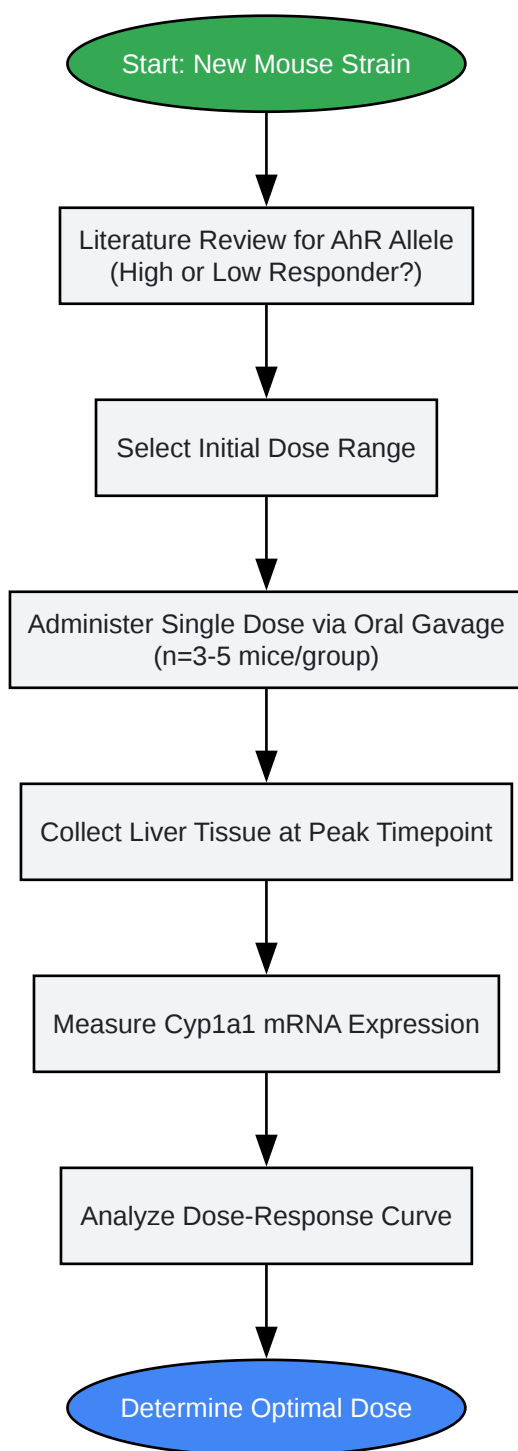 Start: New Mouse Strain
Literature Review for AhR Allele
(High or Low Responder?)
Select Initial Dose Range
Administer Single Dose via Oral Gavage
(n=3-5 mice/group)
Collect Liver Tissue at Peak Timepoint
Measure Cyp1a1 mRNA Expression
Analyze Dose-Response Curve
Determine Optimal Dose